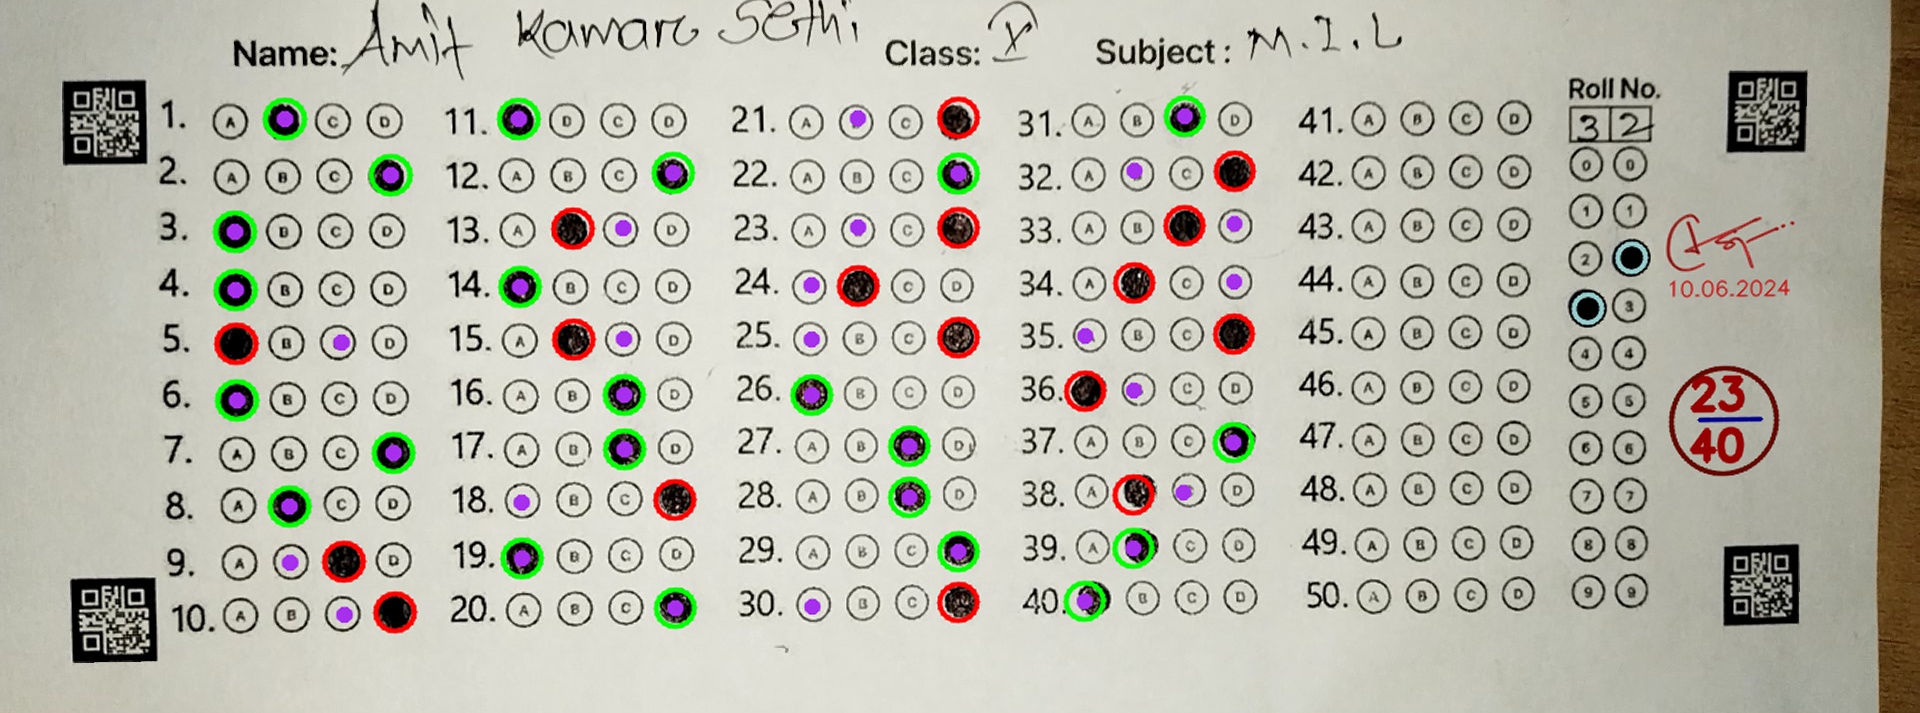 Name: Amit Kamar Sethi Class: X Subject: M.I.L
1. A C D
2. A B C
3. B C D
4. B C D
5. B D
6. B C D
7. A B C
8. A C D
9. A D
10. A B
11. B C D
12. A B C
13. A D
14. B C D
15. A D
16. A B D
17. A B D
18. B C
19. B C D
20. A B C
21. A C
22. A B C
23. A C
24. C D
25. B C
26. B C D
27. A B D
28. A B D
29. A B C
30. B C
31. A B D
32. A C
33. A B
34. A C
35. B C
36. C D
37. A B C
38. A D
39. A C D
40. B C D
41. A B C D
42. A B C D
43. A B C D
44. A B C D
45. A B C D
46. A B C D
47. A B C D
48. A B C D
49. A B C D
50. A B C D
Roll No.
3 2
0 0
1 1
2
3
4 4
5 5
6 6
7 7
8 8
9 9
10.06.2024
23
40